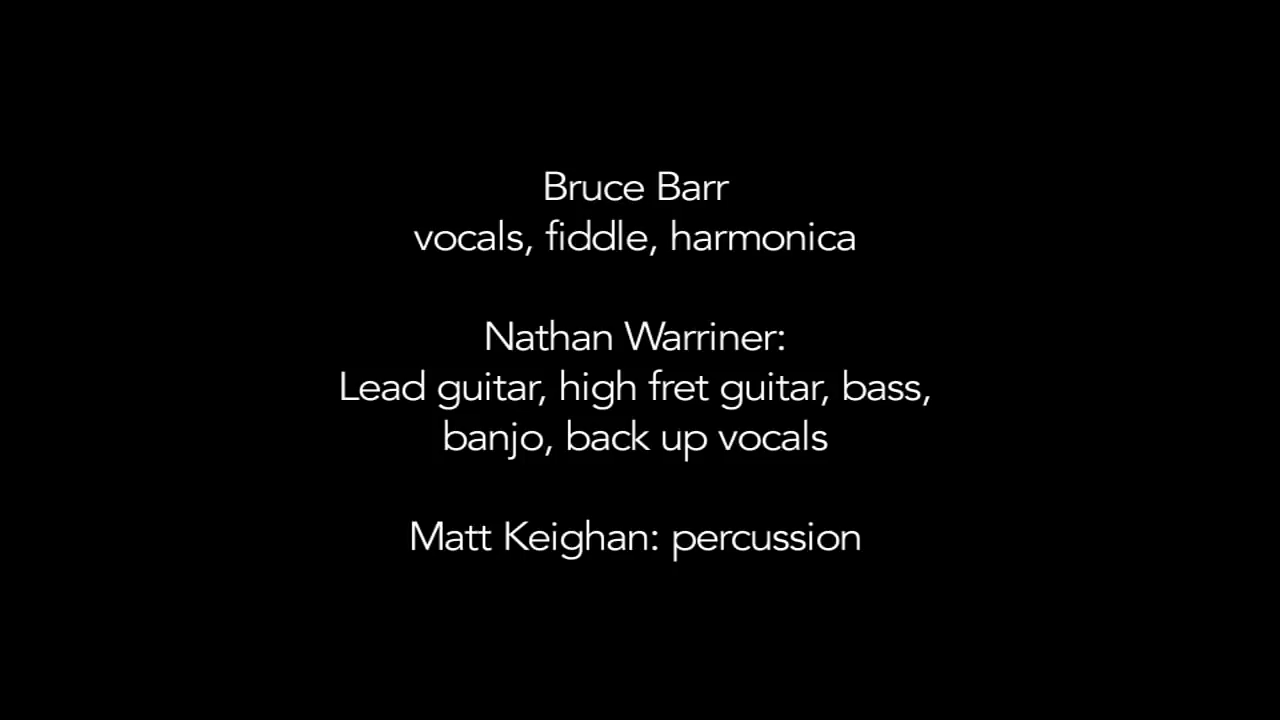 Bruce Barr
vocals, fiddle, harmonica
Nathan Warriner:
Lead guitar, high fret guitar, bass,
banjo, back up vocals
Matt Keighan: percussion